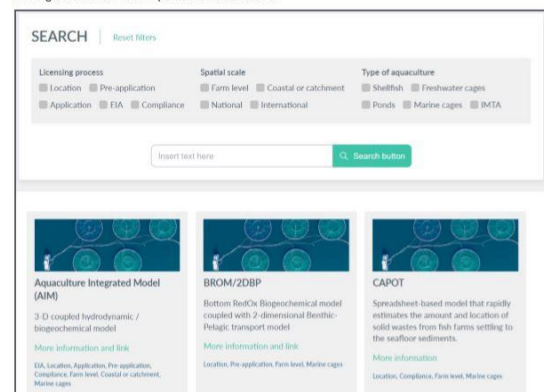 SEARCH Reset filters
Licensing process Spatial scale Type of aquaculture
Location Pre-application Farm level Coastal or catchment Shellfish Freshwater cages
Application EIA Compliance National International Ponds Marine cages IMTA
Insert text here Search button
Aquaculture Integrated Model
(AIM)
3-D coupled hydrodynamic /
biogeochemical model
More information and link
EIA, Location, Application, Pre-application,
Compliance, Farm level, Coastal or catchment,
Marine cages
BROM/2DBP
Bottom RedOx Biogeochemical model
coupled with 2-dimensional Benthic-
Pelagic transport model
More information and link
Location, Pre-application, Farm level, Marine cages
CAPOT
Spreadsheet-based model that rapidly
estimates the amount and location of
solid wastes from fish farms settling to
the seafloor sediments.
More information
Location, Compliance, Farm level, Marine cages